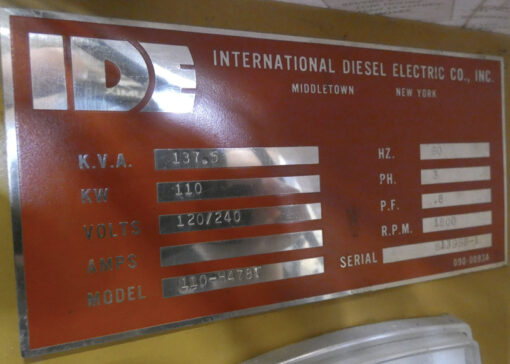 IDE
INTERNATIONAL DIESEL ELECTRIC CO., INC.
MIDDLETOWN NEW YORK
K.V.A. 137.5
KW 110
VOLTS 120/240
AMPS
MODEL
HZ. 60
PH. 3
P.F. .8
R.P.M. 1800
SERIAL